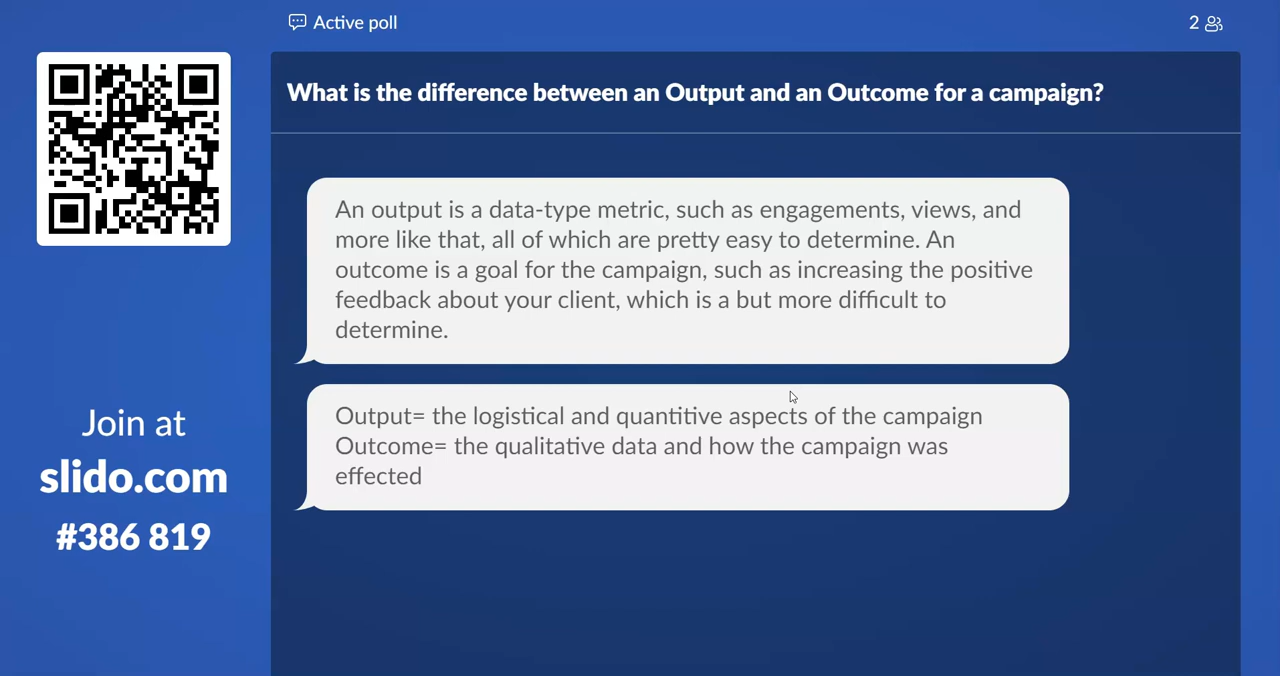 Active poll
2
What is the difference between an Output and an Outcome for a campaign?
An output is a data-type metric, such as engagements, views, and
more like that, all of which are pretty easy to determine. An
outcome is a goal for the campaign, such as increasing the positive
feedback about your client, which is a but more difficult to
determine.
Output= the logistical and quantitive aspects of the campaign
Outcome= the qualitative data and how the campaign was
effected
Join at
slido.com
#386 819